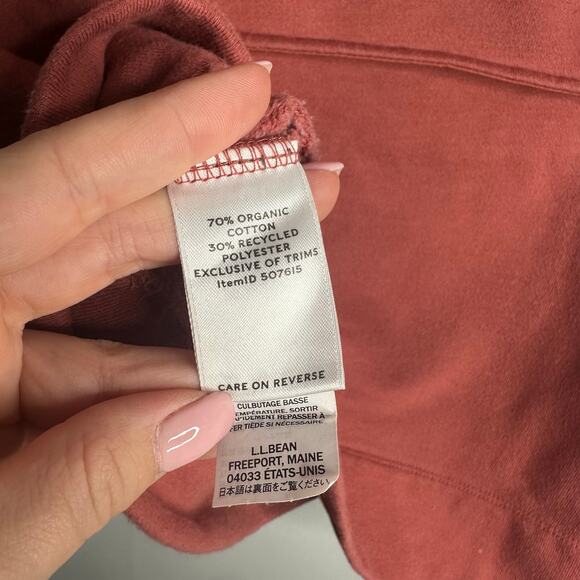 70% ORGANIC
COTTON
30% RECYCLED
POLYESTER
EXCLUSIVE OF TRIMS
ItemID 507615
CARE ON REVERSE
CULBUTAGE BASSE
TEMPÉRATURE. SORTIR
RAPIDEMENT REPASSER À
FER TIÈDE SI NÉCESSAIRE
L.L.BEAN
FREEPORT, MAINE
04033 ÉTATS-UNIS
日本語は裏面をご覧ください